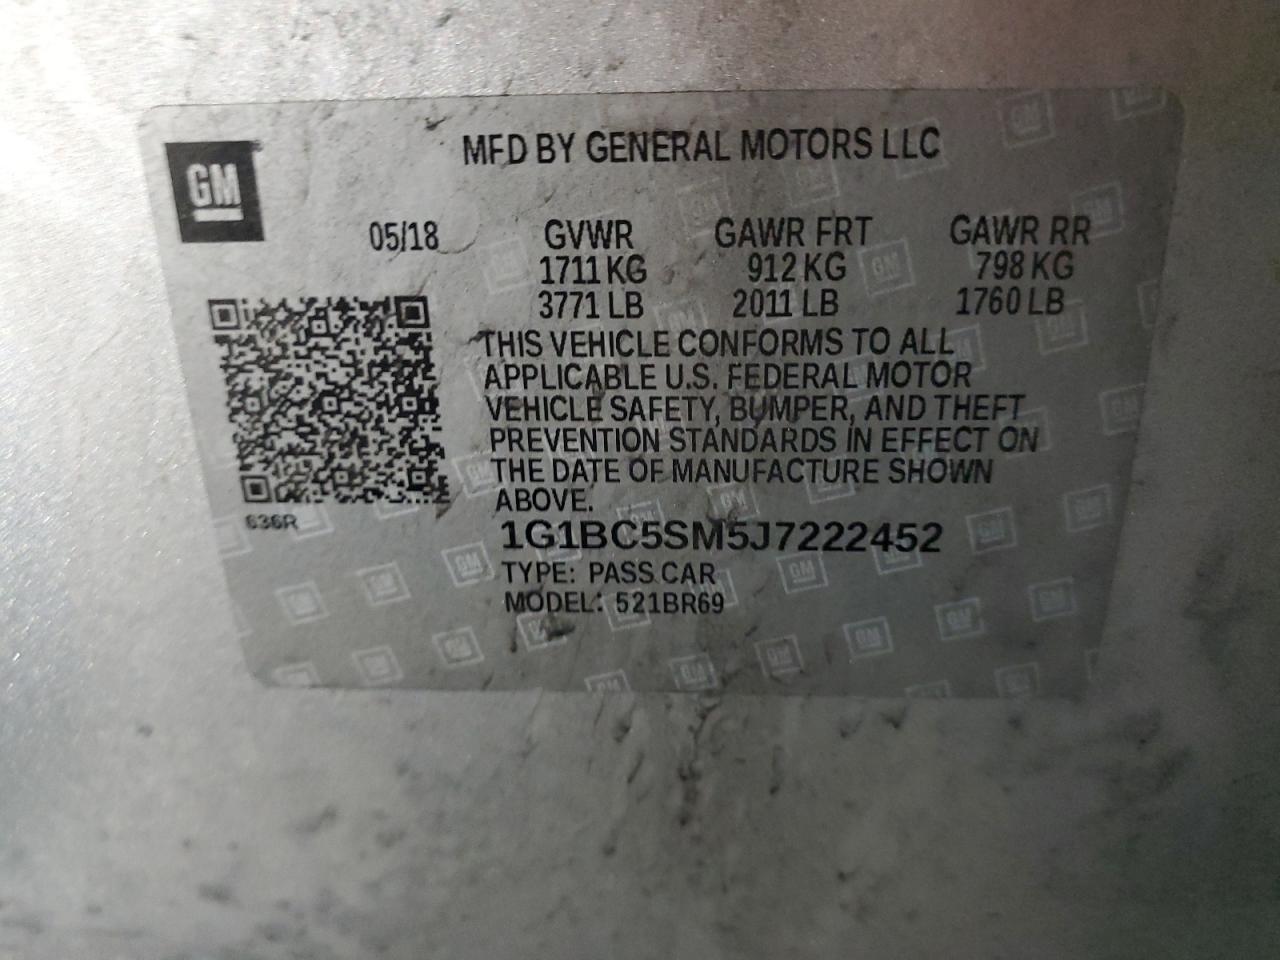 MFD BY GENERAL MOTORS LLC
GM
05/18 GVWR GAWR FRT GAWR RR
1711 KG 912 KG 798 KG
3771 LB 2011 LB 1760 LB
THIS VEHICLE CONFORMS TO ALL
APPLICABLE U.S. FEDERAL MOTOR
VEHICLE SAFETY, BUMPER, AND THEFT
PREVENTION STANDARDS IN EFFECT ON
THE DATE OF MANUFACTURE SHOWN
ABOVE.
636R
1G1BC5SM5J7222452
TYPE: PASS CAR
MODEL: 521BR69